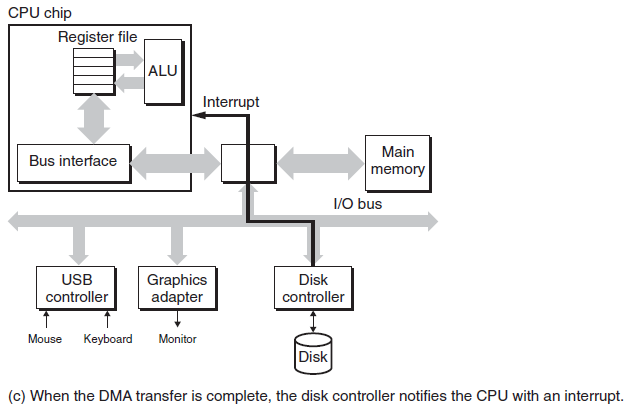 CPU chip
Register file
ALU
Interrupt
Bus interface
Main
memory
I/O bus
USB
controller
Graphics
adapter
Disk
controller
Mouse
Keyboard
Monitor
Disk
(c) When the DMA transfer is complete, the disk controller notifies the CPU with an interrupt.